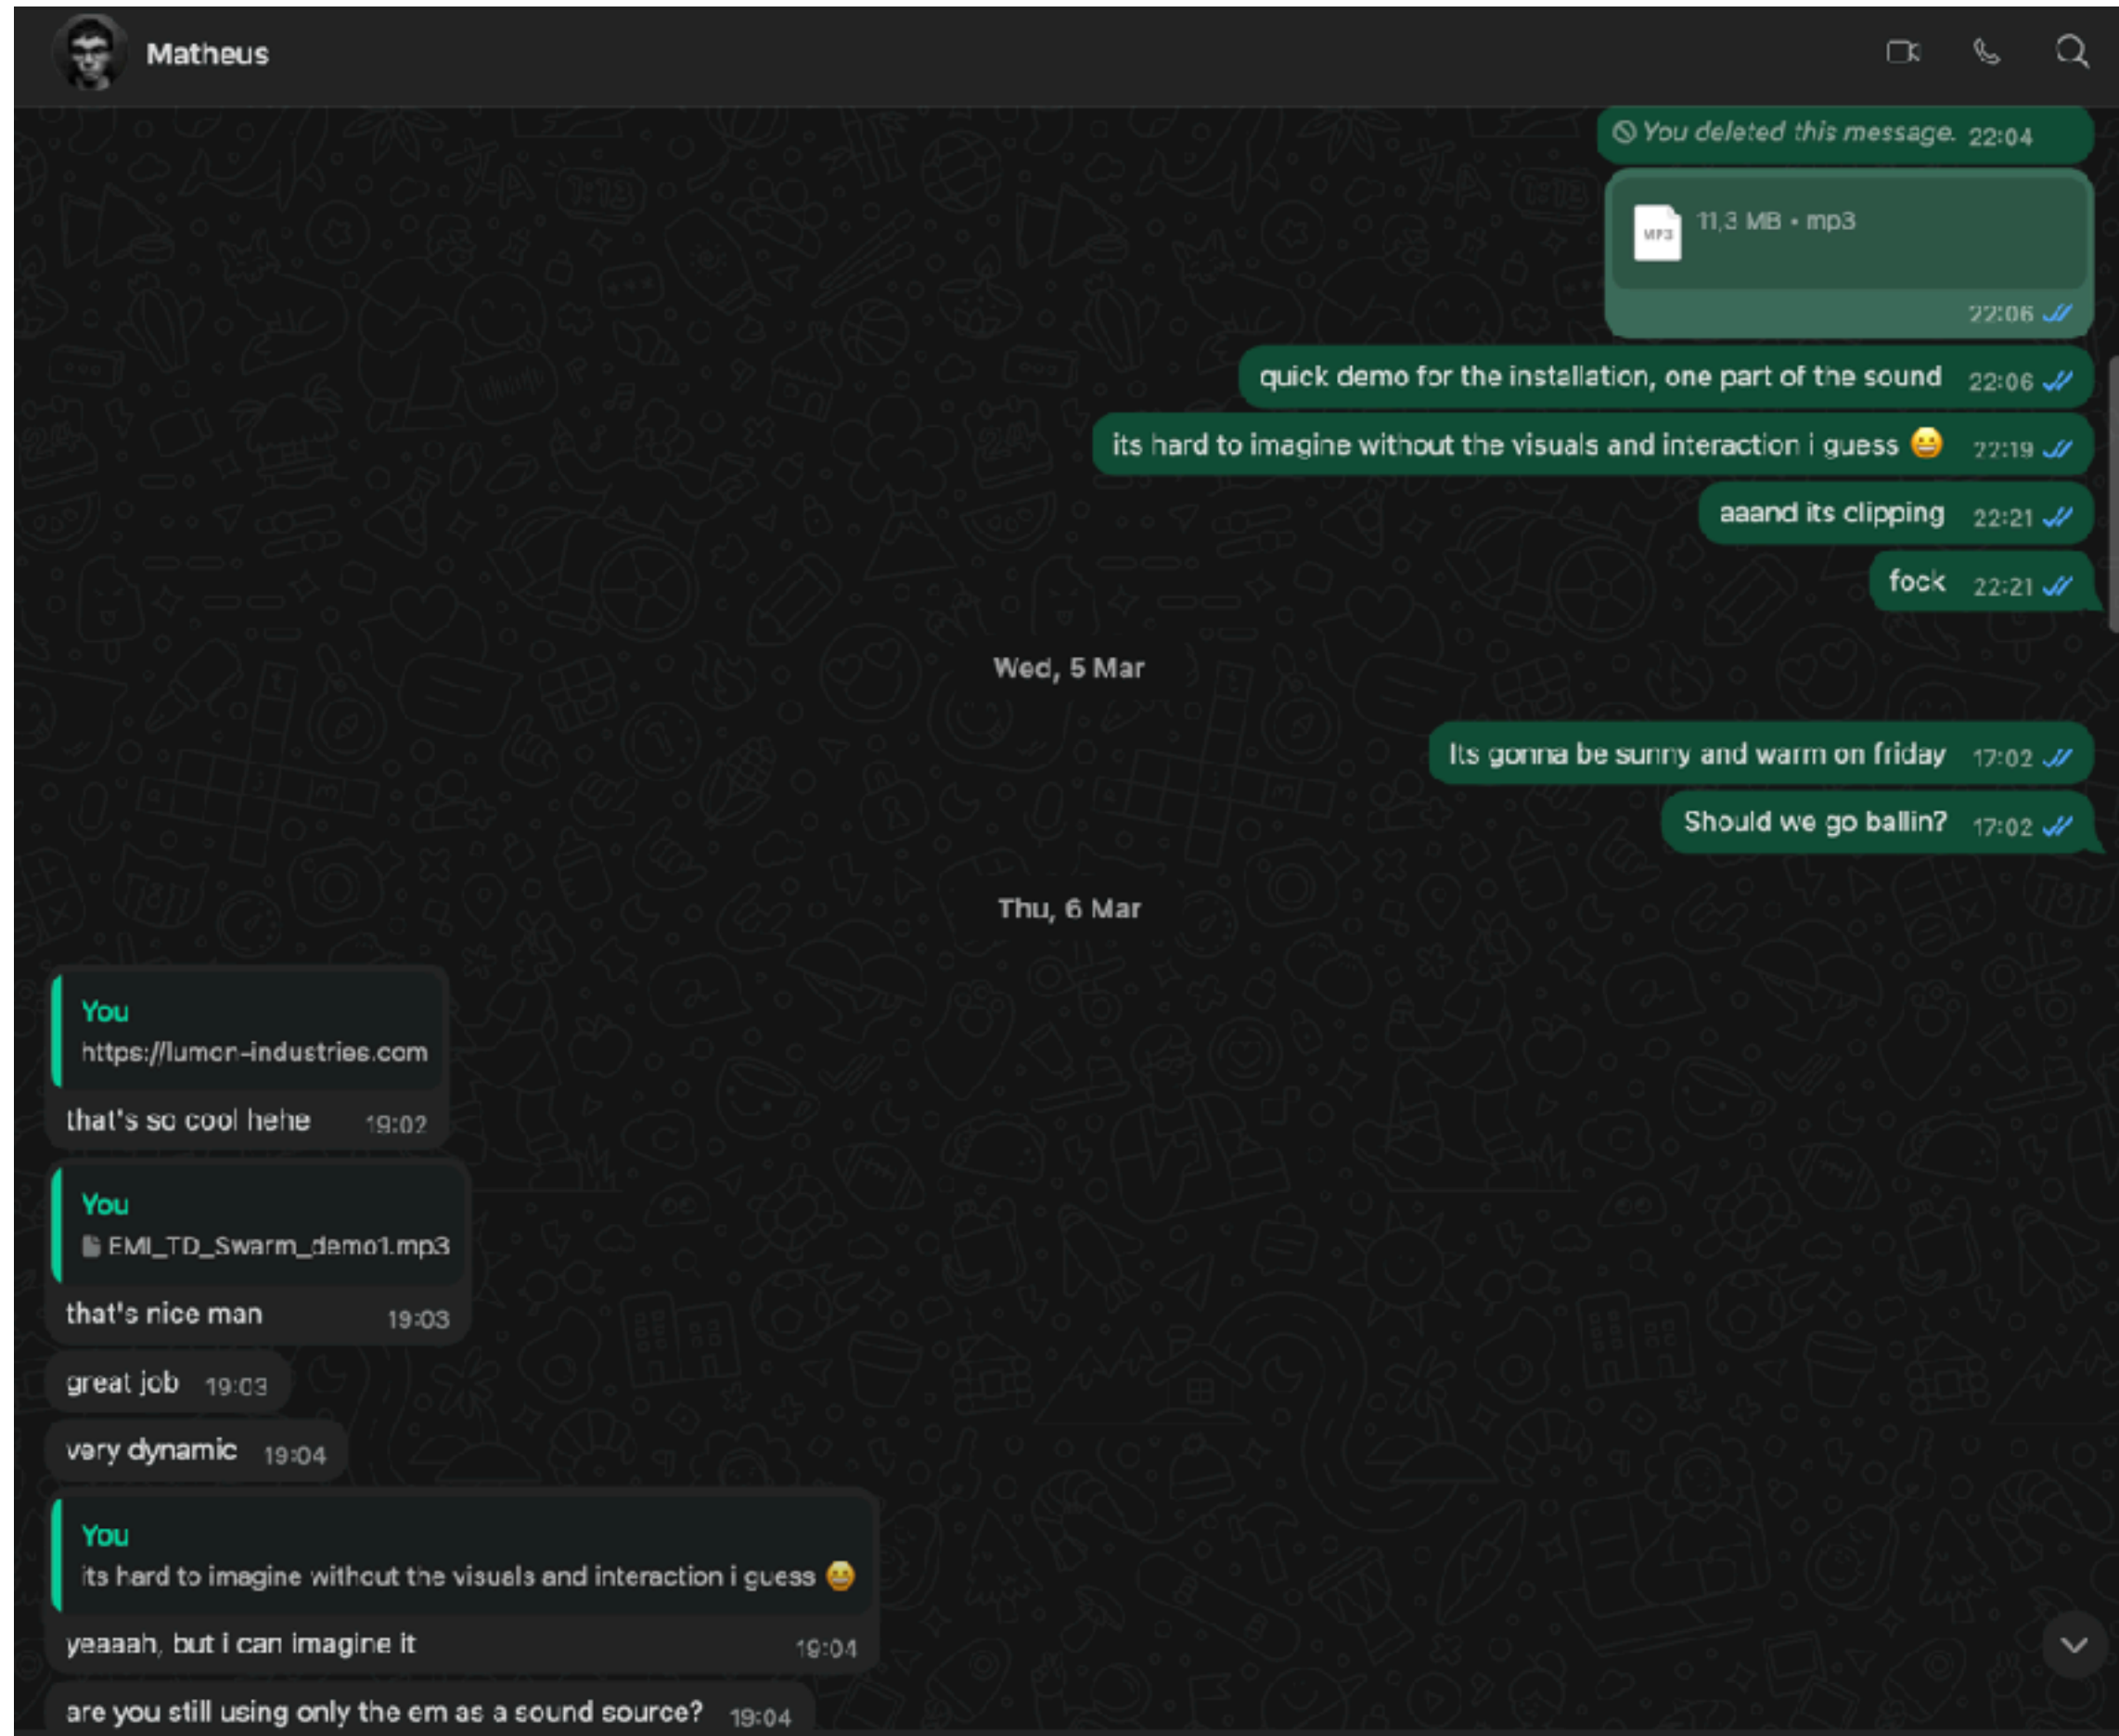 Matheus
You deleted this message. 22:04
MP3
11,3 MB • mp3
22:06
quick demo for the installation, one part of the sound 22:06
its hard to imagine without the visuals and interaction i guess 😀 22:19
aaand its clipping 22:21
fock 22:21
Wed, 5 Mar
Its gonna be sunny and warm on friday 17:02
Should we go ballin? 17:02
Thu, 6 Mar
You
https://lumon-industries.com
that's so cool hehe 19:02
You
EMI_TD_Swarm_demo1.mp3
that's nice man 19:03
great job 19:03
very dynamic 19:04
You
its hard to imagine without the visuals and interaction i guess 😀
yeaaah, but i can imagine it 19:04
are you still using only the em as a sound source? 19:04